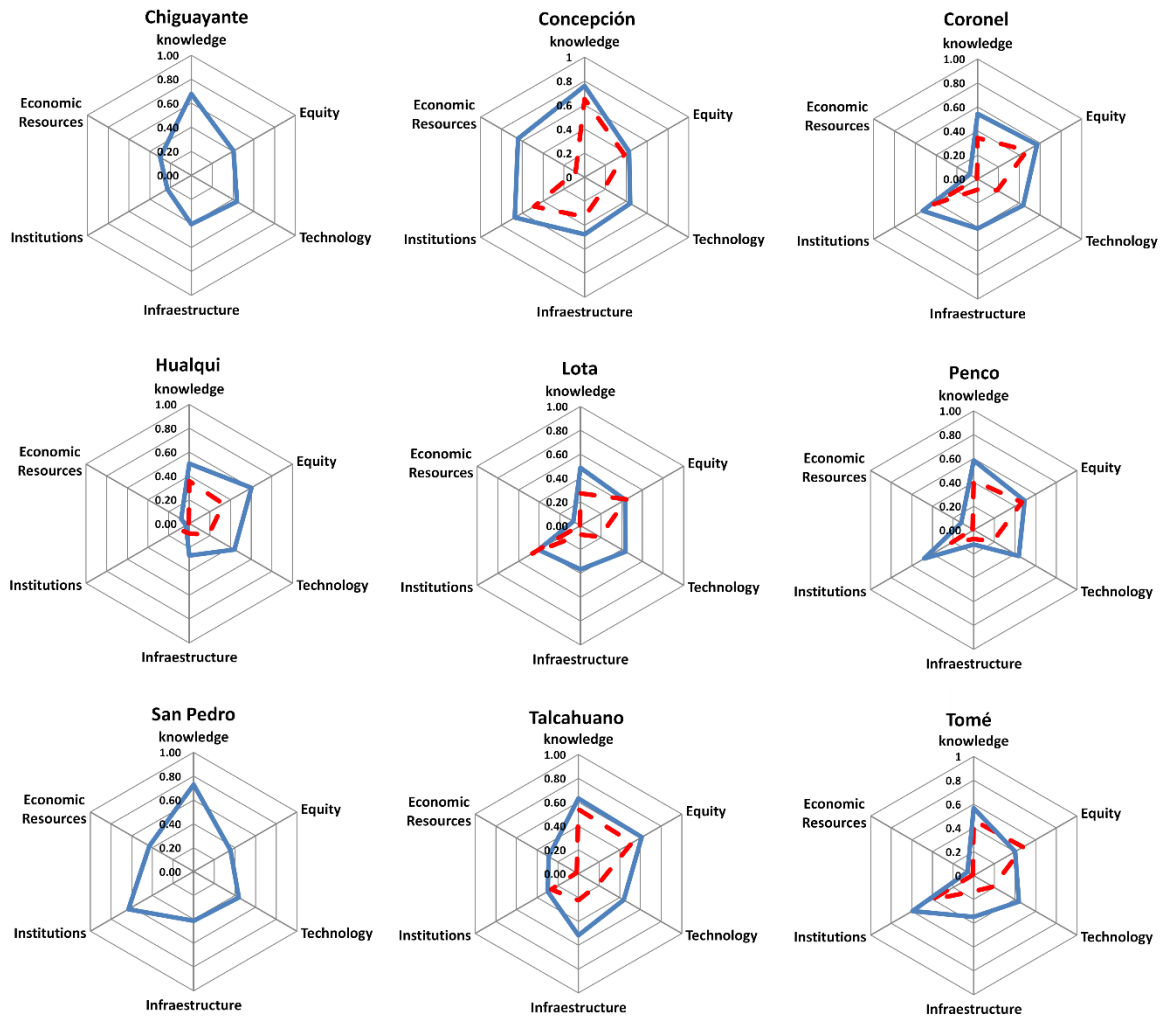 Chiguayante
knowledge
1.00
0.80
0.60
0.40
0.20
0.00
Economic
Resources
Equity
Institutions
Technology
Infraestructure
Concepción
knowledge
1
0.8
0.6
0.4
0.2
0
Economic
Resources
Equity
Institutions
Technology
Infraestructure
Coronel
knowledge
1.00
0.80
0.60
0.40
0.20
0.00
Economic
Resources
Equity
Institutions
Technology
Infraestructure
Hualqui
knowledge
1.00
0.80
0.60
0.40
0.20
0.00
Economic
Resources
Equity
Institutions
Technology
Infraestructure
Lota
knowledge
1.00
0.80
0.60
0.40
0.20
0.00
Economic
Resources
Equity
Institutions
Technology
Infraestructure
Penco
knowledge
1.00
0.80
0.60
0.40
0.20
0.00
Economic
Resources
Equity
Institutions
Technology
Infraestructure
San Pedro
knowledge
1.00
0.80
0.60
0.40
0.20
0.00
Economic
Resources
Equity
Institutions
Technology
Infraestructure
Talcahuano
knowledge
1.00
0.80
0.60
0.40
0.20
0.00
Economic
Resources
Equity
Institutions
Technology
Infraestructure
Tomé
knowledge
1
0.8
0.6
0.4
0.2
0
Economic
Resources
Equity
Institutions
Technology
Infraestructure